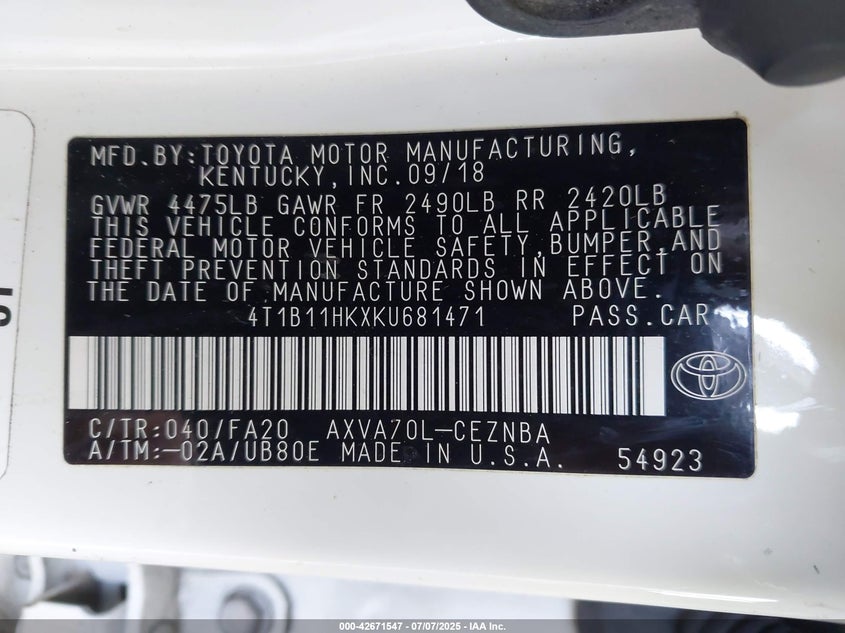 MFD.BY:TOYOTA MOTOR MANUFACTURING,
KENTUCKY,INC.09/18
GVWR 4475LB GAWR FR 2490LB RR 2420LB
THIS VEHICLE CONFORMS TO ALL APPLICABLE
FEDERAL MOTOR VEHICLE SAFETY,BUMPER,AND
THEFT PREVENTION STANDARDS IN EFFECT ON
THE DATE OF MANUFACTURE SHOWN ABOVE.
4T1B11HKXKU681471 PASS.CAR
C/TR:040/FA20 AXVA70L-CEZNBA
A/TM:-02A/UB80E MADE IN U.S.A. 54923
000-42671547 - 07/07/2025 - IAA Inc.